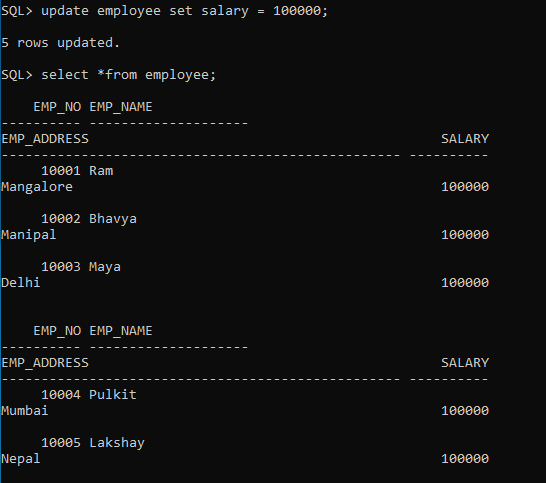 SQL> update employee set salary = 100000;
5 rows updated.
SQL> select *from employee;
    EMP_NO EMP_NAME
---------- --------------------
EMP_ADDRESS                                            SALARY
-------------------------------------------------- ----------
     10001 Ram
Mangalore                                              100000
     10002 Bhavya
Manipal                                                100000
     10003 Maya
Delhi                                                  100000
    EMP_NO EMP_NAME
---------- --------------------
EMP_ADDRESS                                            SALARY
-------------------------------------------------- ----------
     10004 Pulkit
Mumbai                                                 100000
     10005 Lakshay
Nepal                                                  100000